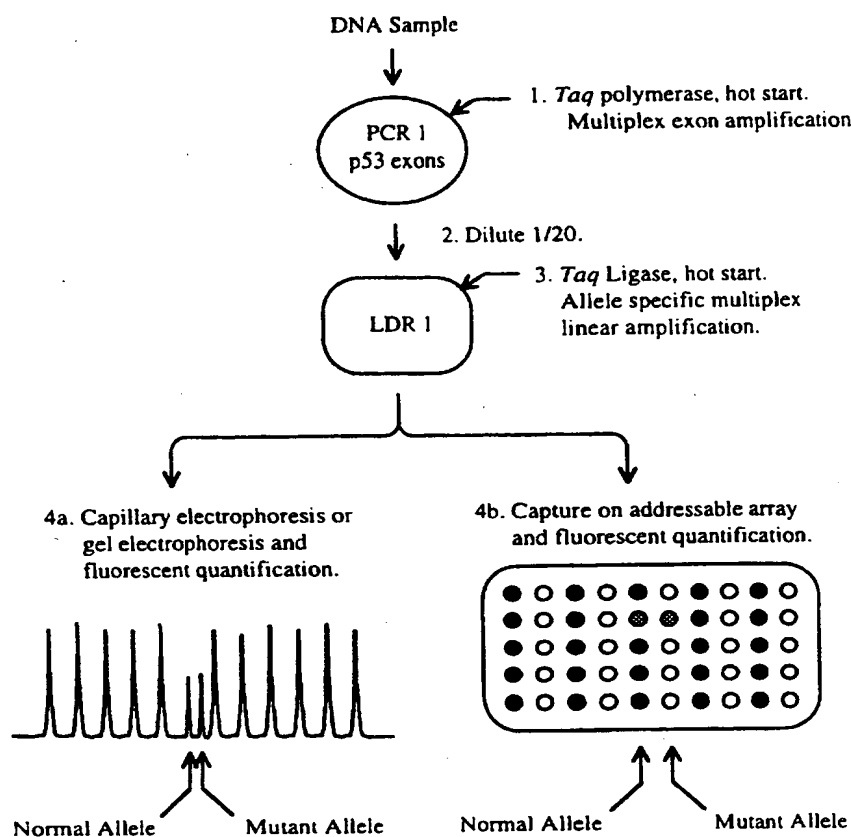 DNA Sample
1. Taq polymerase, hot start.
Multiplex exon amplification
PCR 1
p53 exons
2. Dilute 1/20.
3. Taq Ligase, hot start.
Allele specific multiplex
linear amplification.
LDR 1
4a. Capillary electrophoresis or
gel electrophoresis and
fluorescent quantification.
4b. Capture on addressable array
and fluorescent quantification.
Normal Allele
Mutant Allele
Normal Allele
Mutant Allele